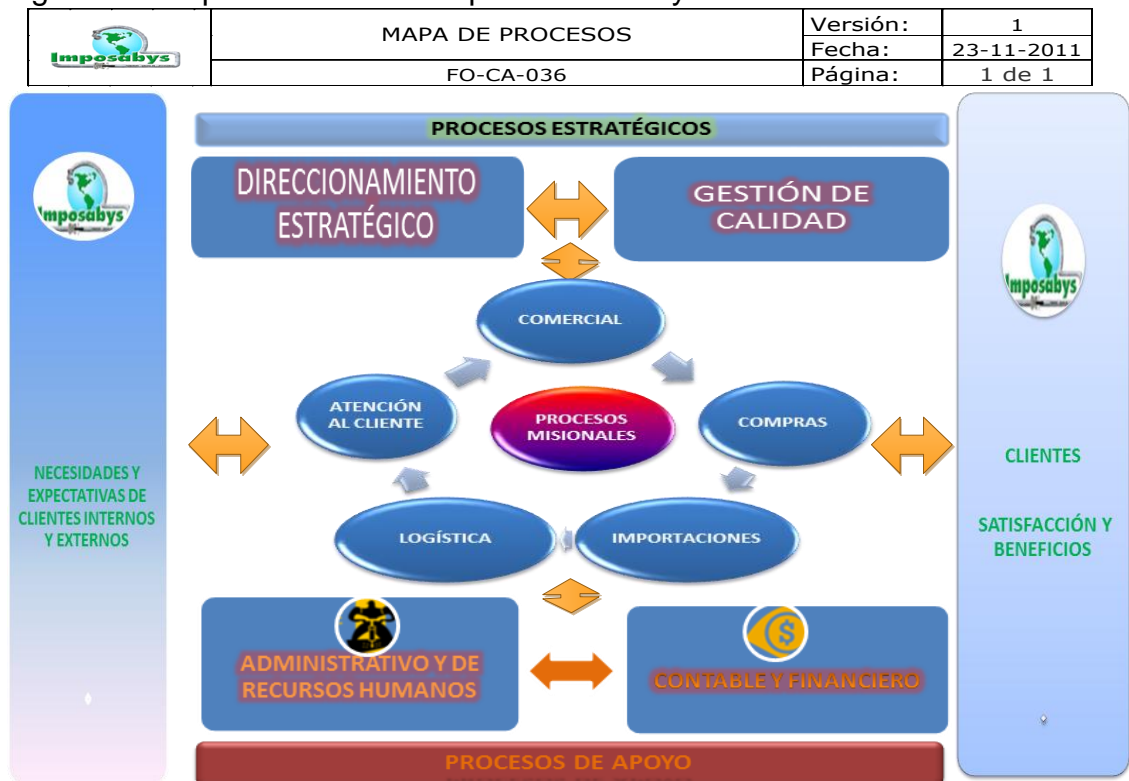 MAPA DE PROCESOS
Versión: 1
Fecha: 23-11-2011
FO-CA-036
Página: 1 de 1
Imposabys
PROCESOS ESTRATÉGICOS
DIRECCIONAMIENTO
ESTRATÉGICO
GESTIÓN DE
CALIDAD
Imposabys
mposabys
COMERCIAL
ATENCIÓN
AL CLIENTE
PROCESOS
MISIONALES
COMPRAS
NECESIDADES Y
EXPECTATIVAS DE
CLIENTES INTERNOS
Y EXTERNOS
CLIENTES
SATISFACCIÓN Y
BENEFICIOS
LOGÍSTICA
IMPORTACIONES
$
ADMINISTRATIVO Y DE
RECURSOS HUMANOS
CONTABLE Y FINANCIERO
PROCESOS DE APOYO